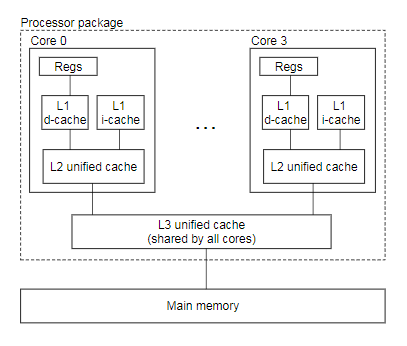 Processor package
Core 0
Core 3
Regs
Regs
L1
d-cache
L1
i-cache
L1
d-cache
L1
i-cache
...
L2 unified cache
L2 unified cache
L3 unified cache
(shared by all cores)
Main memory